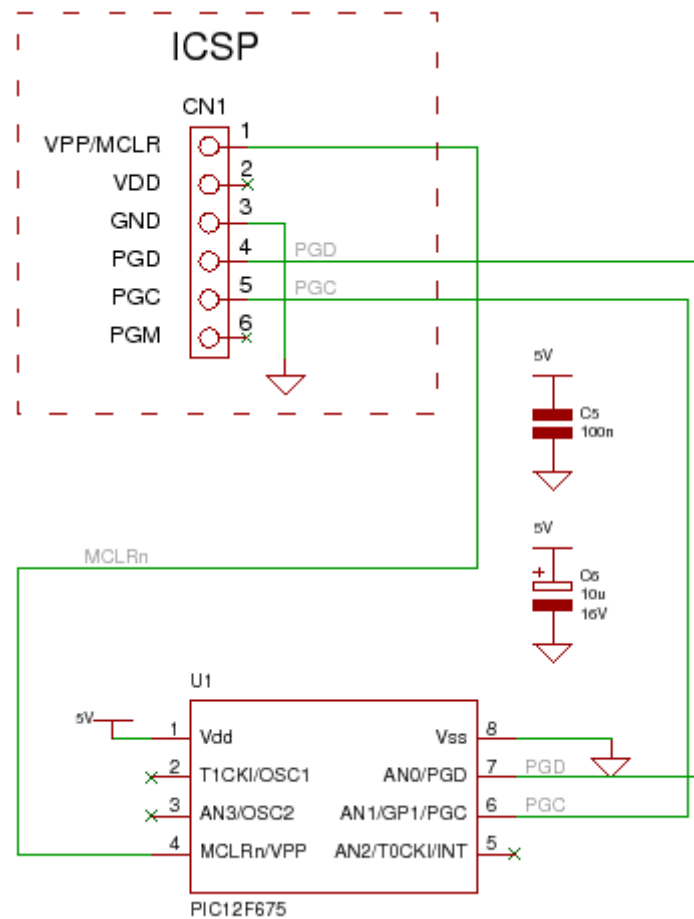 ICSP
CN1
VPP/MCLR 1
VDD 2
GND 3
PGD 4 PGD
PGC 5 PGC
PGM 6
5V
C5
100n
MCLRn
5V
+
C6
10u
16V
U1
5V 1 Vdd Vss 8
2 T1CKI/OSC1 AN0/PGD 7 PGD
3 AN3/OSC2 AN1/GP1/PGC 6 PGC
4 MCLRn/VPP AN2/T0CKI/INT 5
PIC12F675